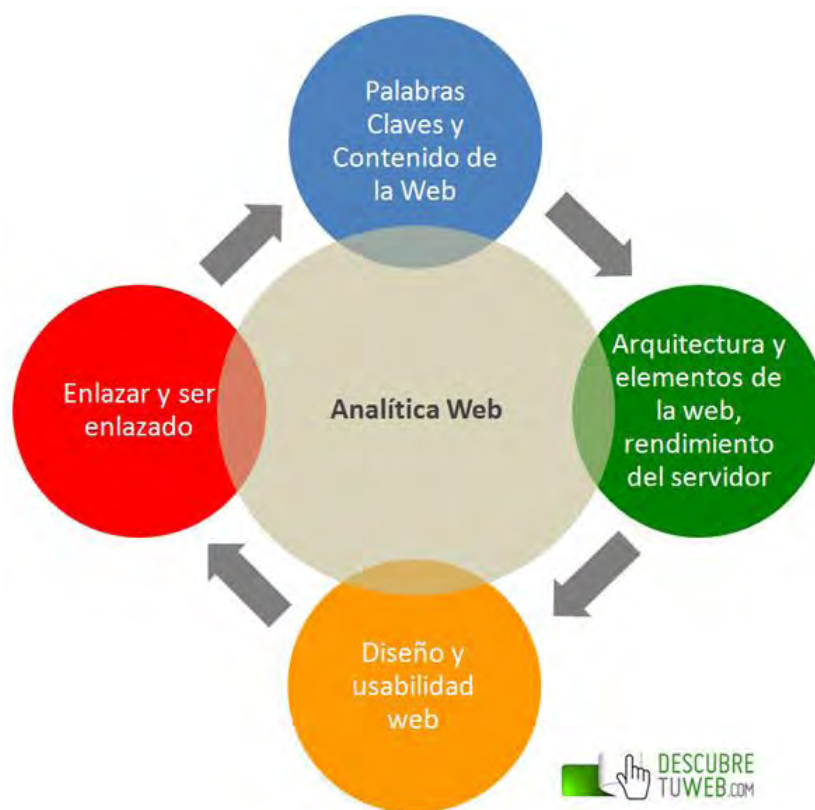 Palabras
Claves y
Contenido de
la Web
Arquitectura y
elementos de
la web,
rendimiento
del servidor
Enlazar y ser
enlazado
Analítica Web
Diseño y
usabilidad
web
DESCUBRE
TUWEB.COM